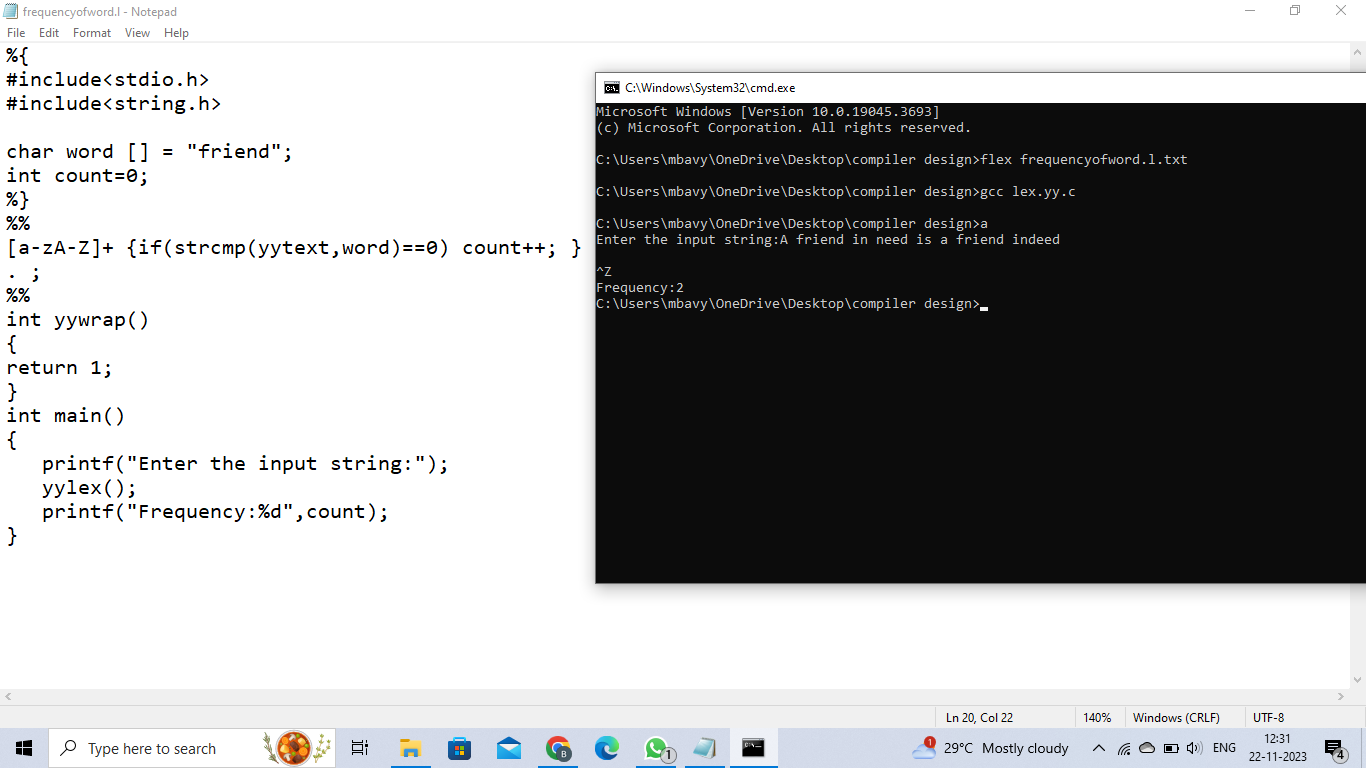 frequencyofword.l - Notepad
File Edit Format View Help
%{
#include<stdio.h>
#include<string.h>
char word [] = "friend";
int count=0;
%}
%%
[a-zA-Z]+ {if(strcmp(yytext,word)==0) count++; }
. ;
%%
int yywrap()
{
return 1;
}
int main()
{
printf("Enter the input string:");
yylex();
printf("Frequency:%d",count);
}
C:\Windows\System32\cmd.exe
Microsoft Windows [Version 10.0.19045.3693]
(c) Microsoft Corporation. All rights reserved.
C:\Users\mbavy\OneDrive\Desktop\compiler design>flex frequencyofword.l.txt
C:\Users\mbavy\OneDrive\Desktop\compiler design>gcc lex.yy.c
C:\Users\mbavy\OneDrive\Desktop\compiler design>a
Enter the input string:A friend in need is a friend indeed
^Z
Frequency:2
C:\Users\mbavy\OneDrive\Desktop\compiler design>
Ln 20, Col 22 140% Windows (CRLF) UTF-8
Type here to search
B
1
1
29°C Mostly cloudy
ENG
12:31
22-11-2023
4